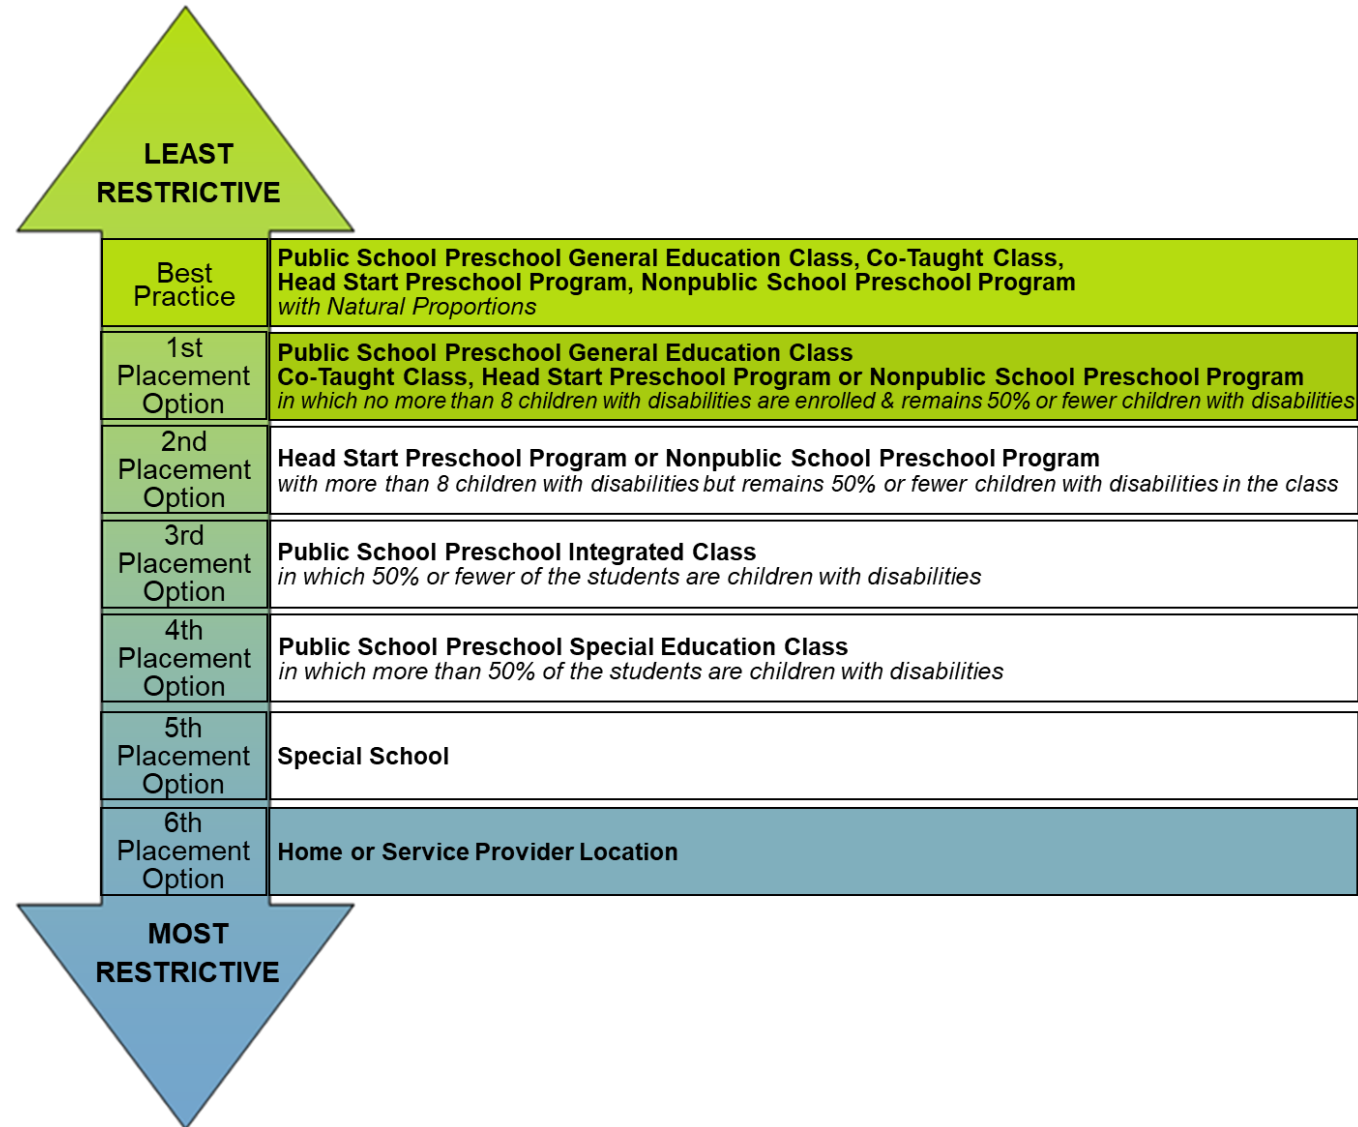 LEAST
RESTRICTIVE
Best
Practice
Public School Preschool General Education Class, Co-Taught Class,
Head Start Preschool Program, Nonpublic School Preschool Program
with Natural Proportions
1st
Placement
Option
Public School Preschool General Education Class
Co-Taught Class, Head Start Preschool Program or Nonpublic School Preschool Program
in which no more than 8 children with disabilities are enrolled & remains 50% or fewer children with disabilities
2nd
Placement
Option
Head Start Preschool Program or Nonpublic School Preschool Program
with more than 8 children with disabilities but remains 50% or fewer children with disabilities in the class
3rd
Placement
Option
Public School Preschool Integrated Class
in which 50% or fewer of the students are children with disabilities
4th
Placement
Option
Public School Preschool Special Education Class
in which more than 50% of the students are children with disabilities
5th
Placement
Option
Special School
6th
Placement
Option
Home or Service Provider Location
MOST
RESTRICTIVE